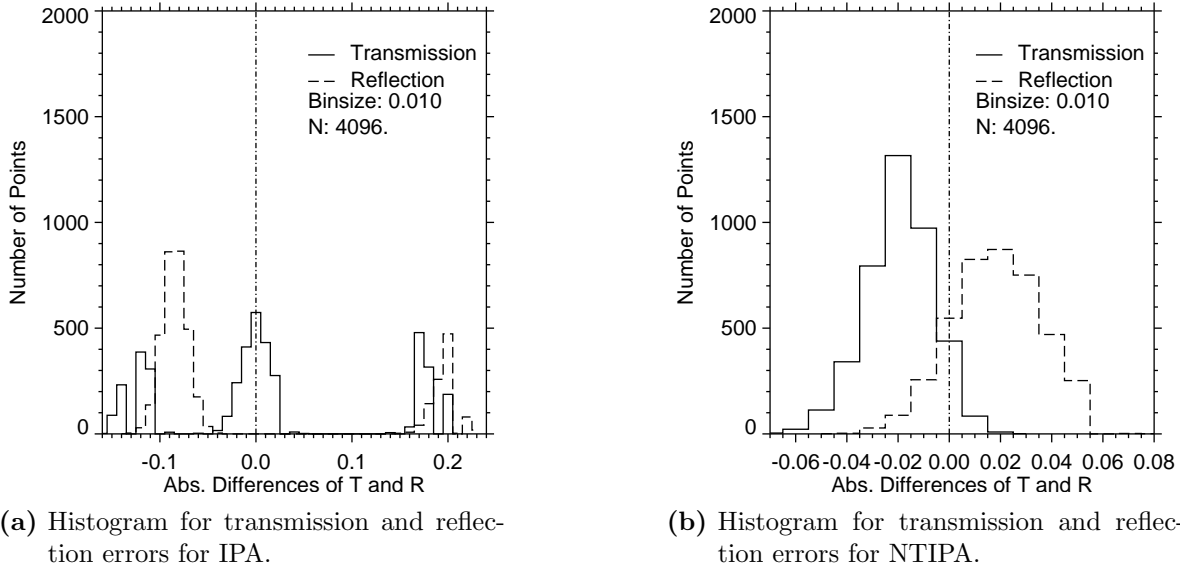 2000
1500
1000
500
0
Number of Points
Transmission
Reflection
Binsize: 0.010
N: 4096.
-0.1 0.0 0.1 0.2
Abs. Differences of T and R
(a) Histogram for transmission and reflec-
tion errors for IPA.
2000
1500
1000
500
0
Number of Points
Transmission
Reflection
Binsize: 0.010
N: 4096.
-0.06 -0.04 -0.02 0.00 0.02 0.04 0.06 0.08
Abs. Differences of T and R
(b) Histogram for transmission and reflec-
tion errors for NTIPA.